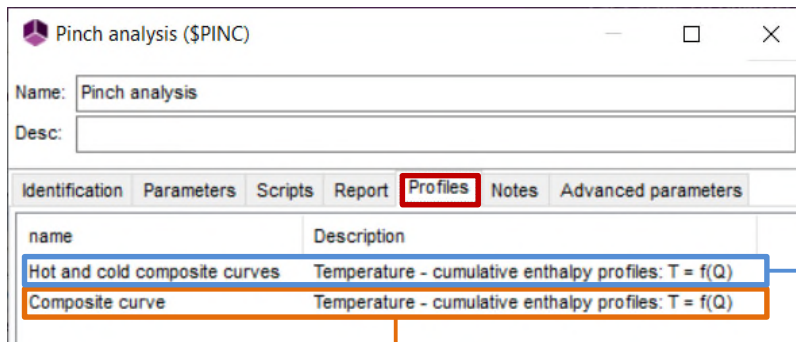 Pinch analysis ($PINC)
Name: Pinch analysis
Desc:
Identification Parameters Scripts Report Profiles Notes Advanced parameters
name Description
Hot and cold composite curves Temperature - cumulative enthalpy profiles: T = f(Q)
Composite curve Temperature - cumulative enthalpy profiles: T = f(Q)